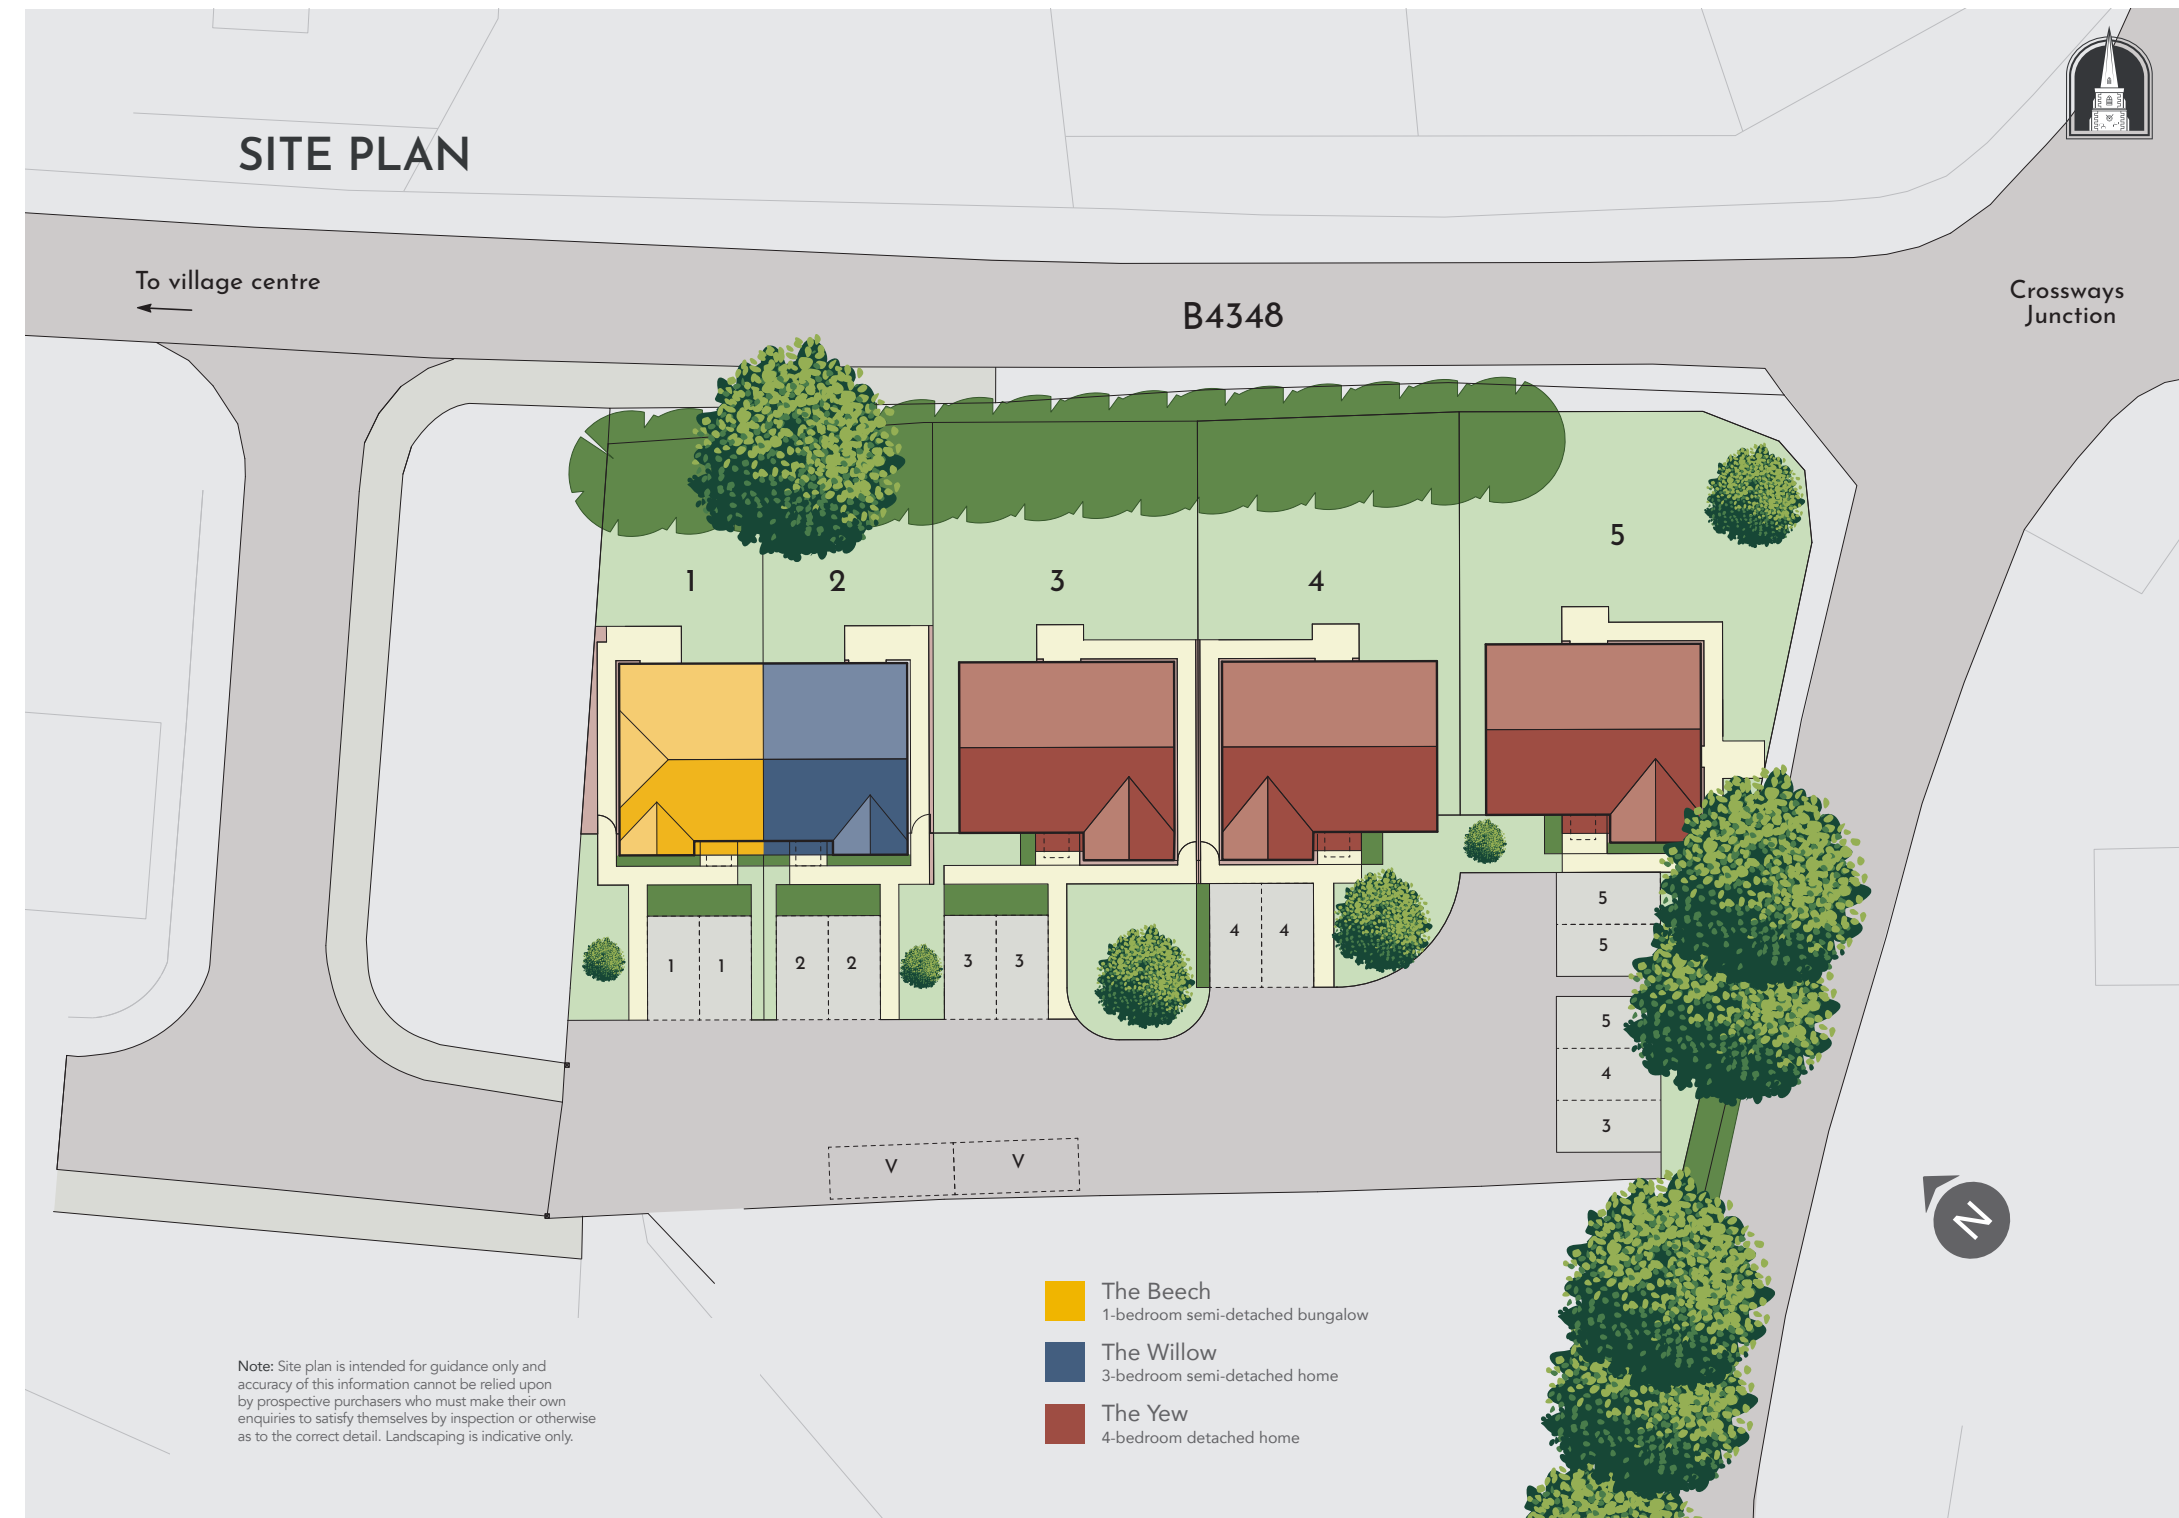 SITE PLAN
To village centre
B4348
Crossways
Junction
1
2
3
4
5
1
1
2
2
3
3
4
4
5
5
5
4
3
V
V
N
The Beech
1-bedroom semi-detached bungalow
The Willow
3-bedroom semi-detached home
The Yew
4-bedroom detached home
Note: Site plan is intended for guidance only and
accuracy of this information cannot be relied upon
by prospective purchasers who must make their own
enquiries to satisfy themselves by inspection or otherwise
as to the correct detail. Landscaping is indicative only.